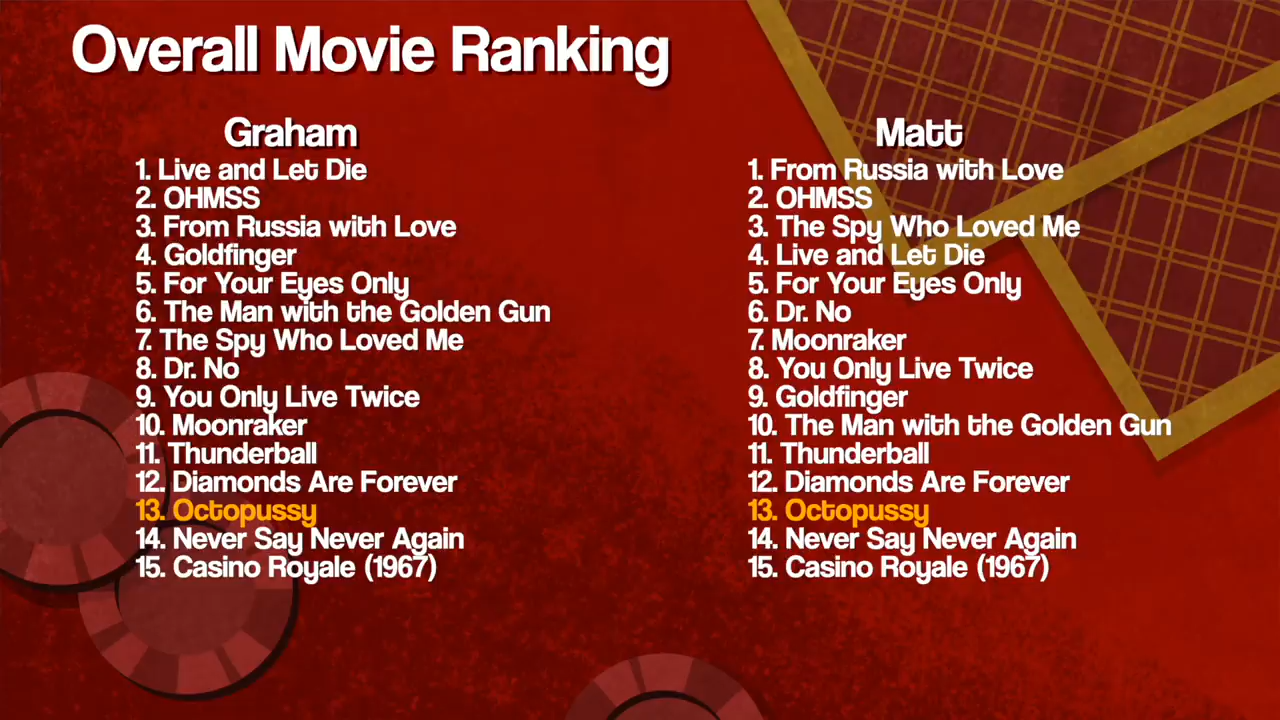 Overall Movie Ranking
Graham
1. Live and Let Die
2. OHMSS
3. From Russia with Love
4. Goldfinger
5. For Your Eyes Only
6. The Man with the Golden Gun
7. The Spy Who Loved Me
8. Dr. No
9. You Only Live Twice
10. Moonraker
11. Thunderball
12. Diamonds Are Forever
13. Octopussy
14. Never Say Never Again
15. Casino Royale (1967)
Matt
1. From Russia with Love
2. OHMSS
3. The Spy Who Loved Me
4. Live and Let Die
5. For Your Eyes Only
6. Dr. No
7. Moonraker
8. You Only Live Twice
9. Goldfinger
10. The Man with the Golden Gun
11. Thunderball
12. Diamonds Are Forever
13. Octopussy
14. Never Say Never Again
15. Casino Royale (1967)